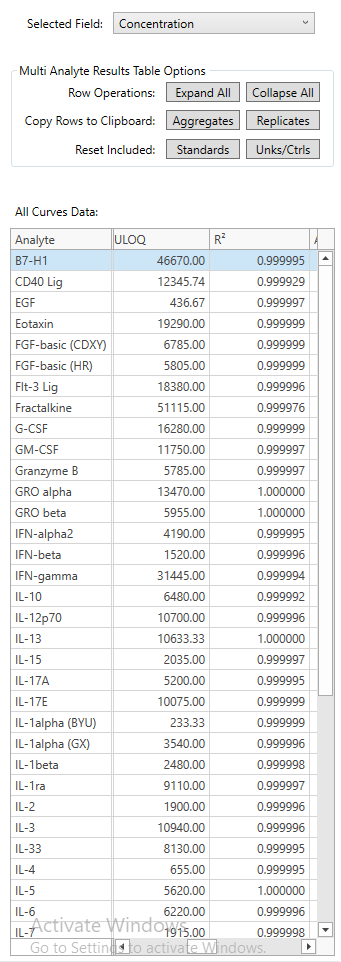 Selected Field: Concentration
Multi Analyte Results Table Options
Row Operations: Expand All Collapse All
Copy Rows to Clipboard: Aggregates Replicates
Reset Included: Standards Unks/Ctrls
All Curves Data:
Analyte ULOQ R²
B7-H1 46670.00 0.999995
CD40 Lig 12345.74 0.999929
EGF 436.67 0.999997
Eotaxin 19290.00 0.999999
FGF-basic (CDXY) 6785.00 0.999999
FGF-basic (HR) 5805.00 0.999999
Flt-3 Lig 18380.00 0.999996
Fractalkine 51115.00 0.999976
G-CSF 16280.00 0.999999
GM-CSF 11750.00 0.999997
Granzyme B 5785.00 0.999997
GRO alpha 13470.00 1.000000
GRO beta 5955.00 1.000000
IFN-alpha2 4190.00 0.999995
IFN-beta 1520.00 0.999996
IFN-gamma 31445.00 0.999994
IL-10 6480.00 0.999992
IL-12p70 10700.00 0.999996
IL-13 10633.33 1.000000
IL-15 2035.00 0.999997
IL-17A 5200.00 0.999995
IL-17E 10075.00 0.999999
IL-1alpha (BYU) 233.33 0.999999
IL-1alpha (GX) 3540.00 0.999996
IL-1beta 2480.00 0.999998
IL-1ra 9110.00 0.999997
IL-2 1900.00 0.999996
IL-3 10940.00 0.999996
IL-33 8130.00 0.999995
IL-4 655.00 0.999995
IL-5 5620.00 1.000000
IL-6 6220.00 0.999996
IL-7 1915.00 0.999998
Activate Windows
Go to Settings to activate Windows.